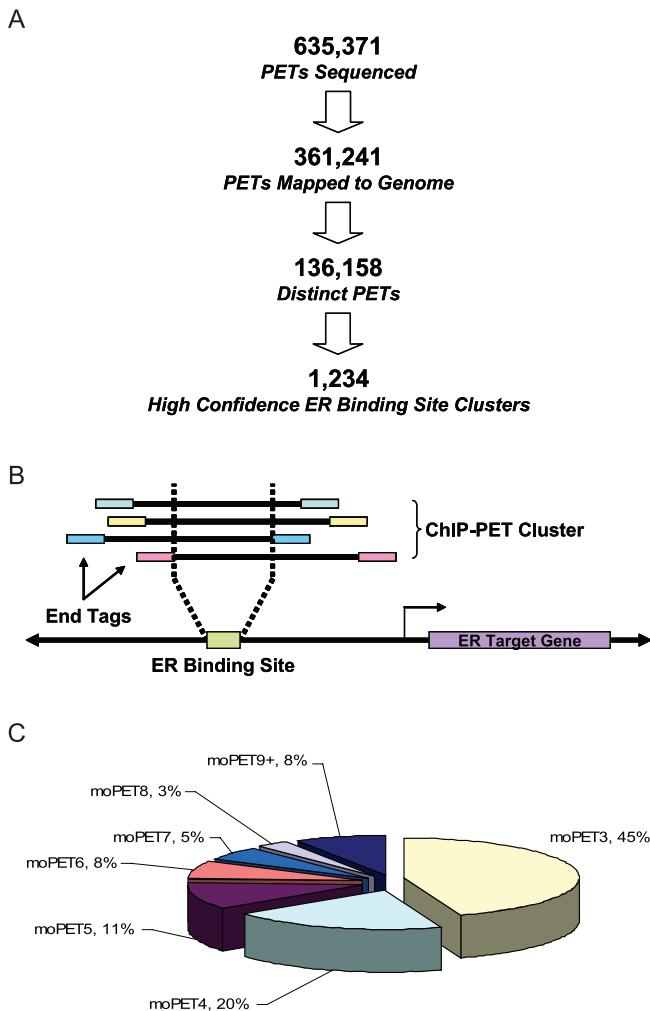 A
635,371
PETs Sequenced
361,241
PETs Mapped to Genome
136,158
Distinct PETs
1,234
High Confidence ER Binding Site Clusters
B
ChIP-PET Cluster
End Tags
ER Binding Site
ER Target Gene
C
moPET9+, 8%
moPET8, 3%
moPET7, 5%
moPET3, 45%
moPET6, 8%
moPET5, 11%
moPET4, 20%